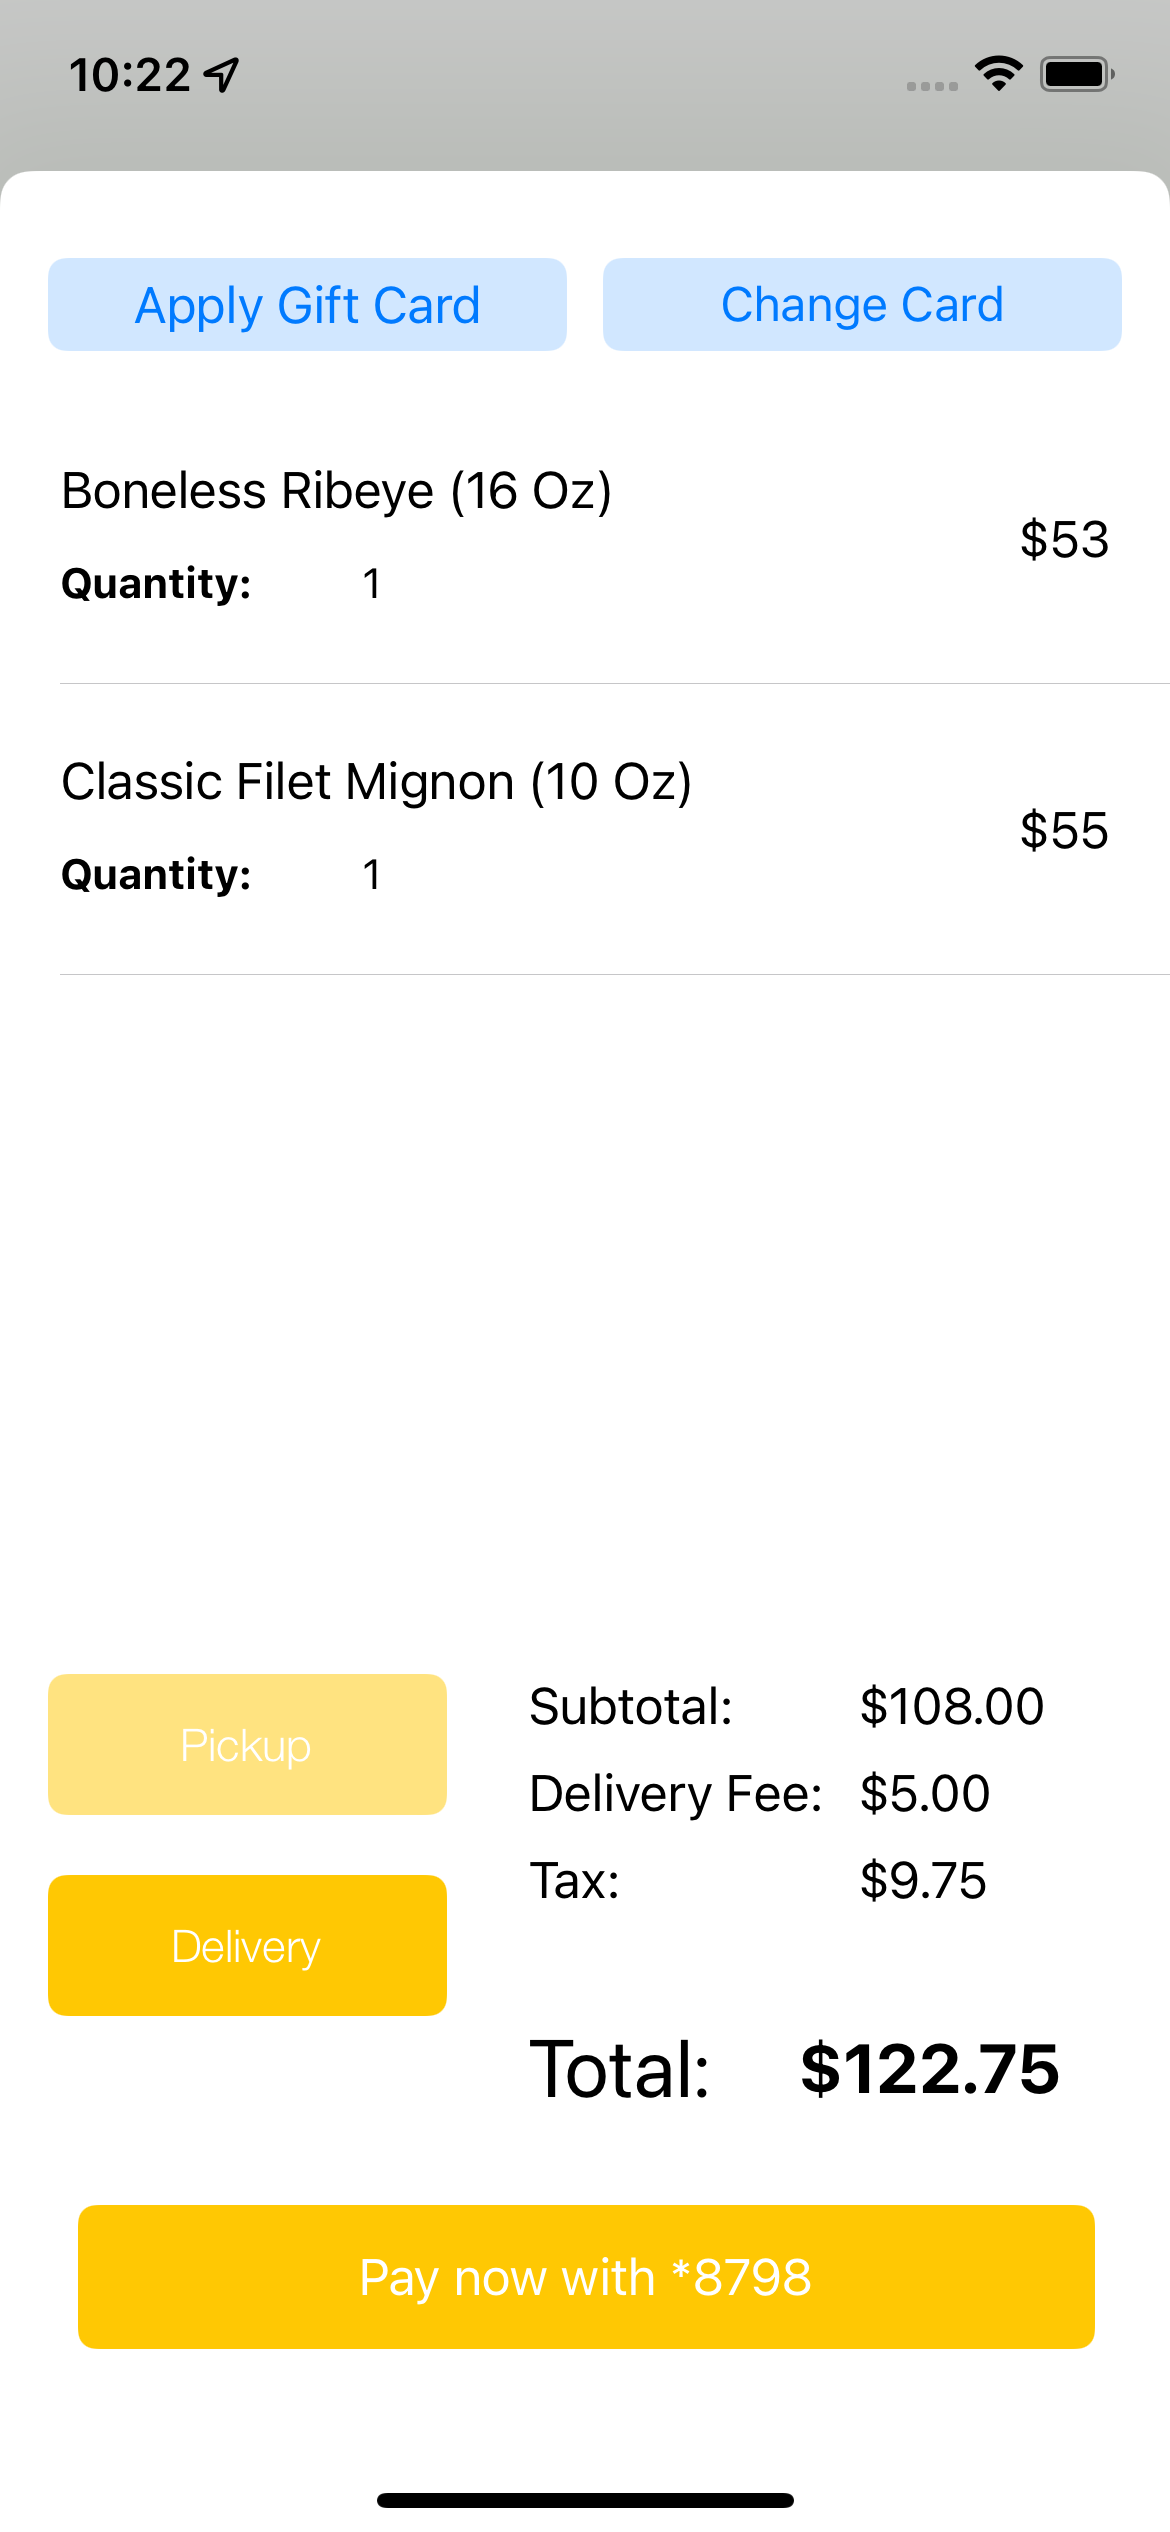 10:22
Apply Gift Card
Change Card
Boneless Ribeye (16 Oz)
$53
Quantity: 1
Classic Filet Mignon (10 Oz)
$55
Quantity: 1
Pickup
Delivery
Subtotal: $108.00
Delivery Fee: $5.00
Tax: $9.75
Total: $122.75
Pay now with *8798